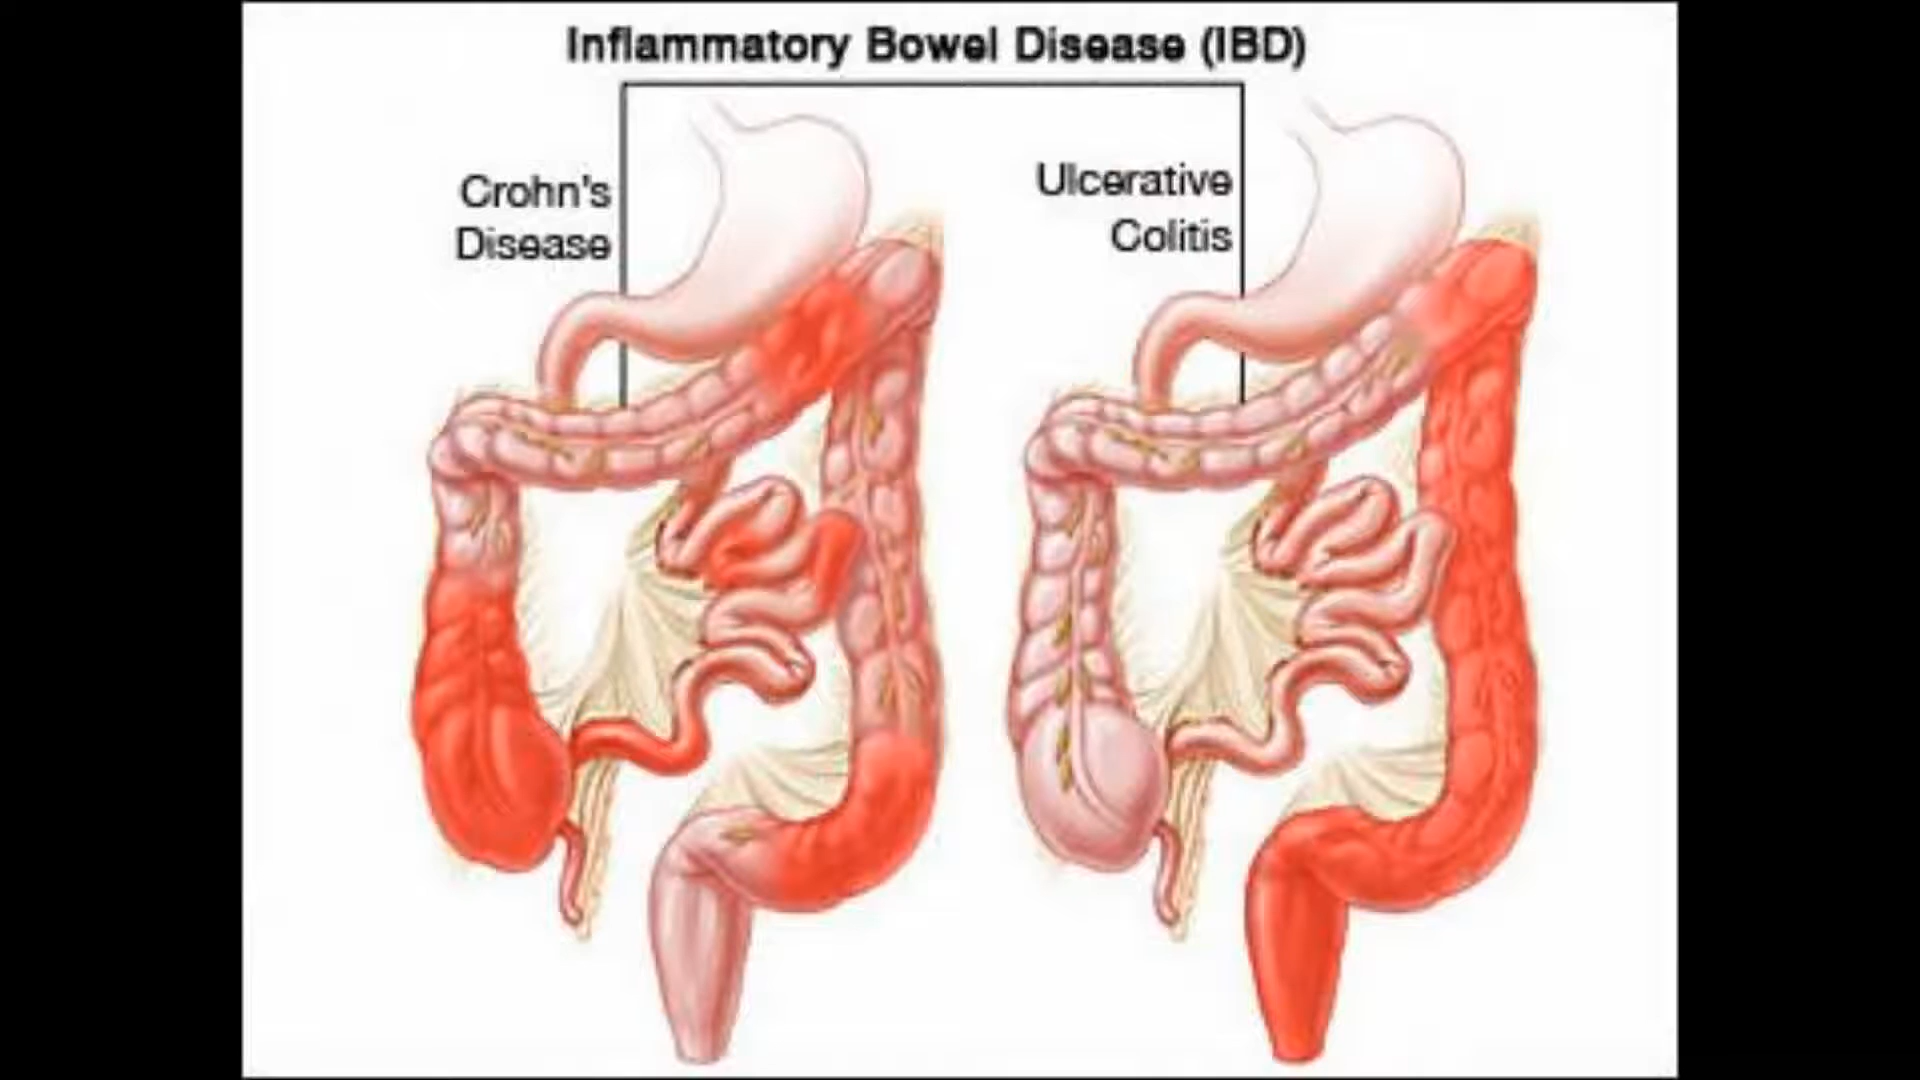 Inflammatory Bowel Disease (IBD)
Crohn's
Disease
Ulcerative
Colitis